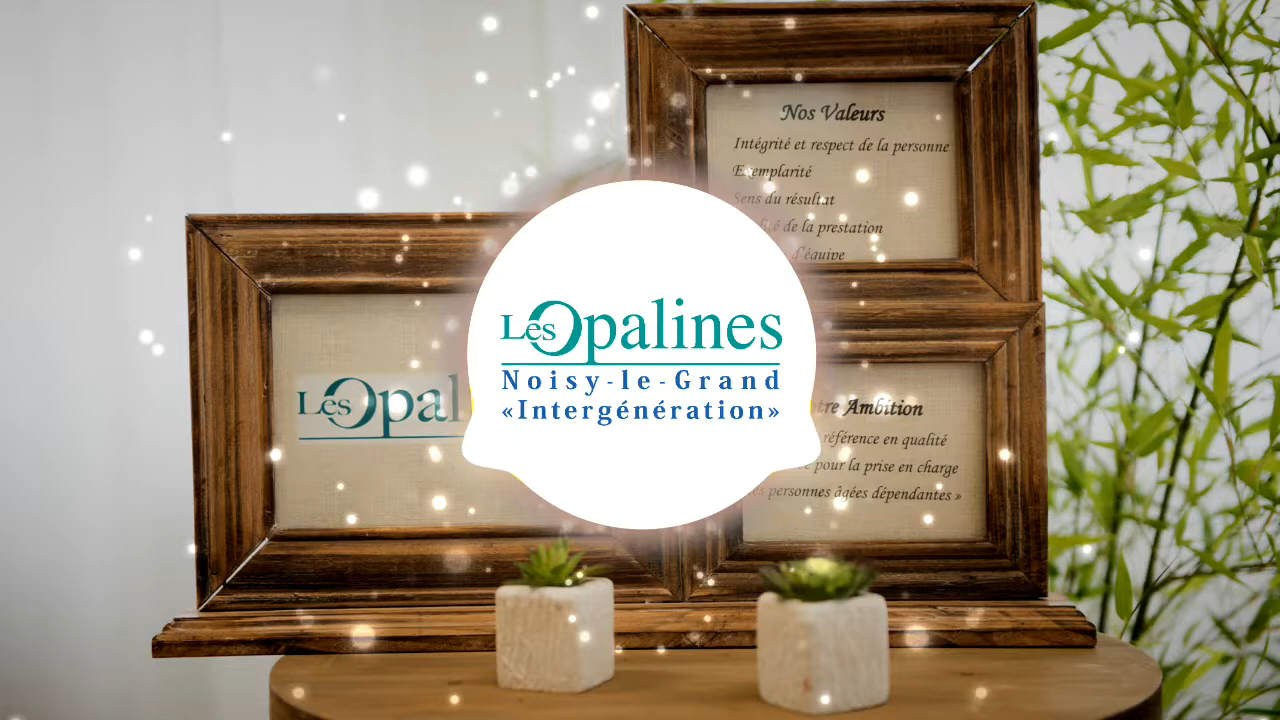 Nos Valeurs
Intégrité et respect de la personne
Exemplarité
Sens du résultat
de la prestation
d'équipe
Les Opalines
Noisy-le-Grand
«Intergénération»
Les Opal
Ambition
référence en qualité
pour la prise en charge
personnes âgées dépendantes »